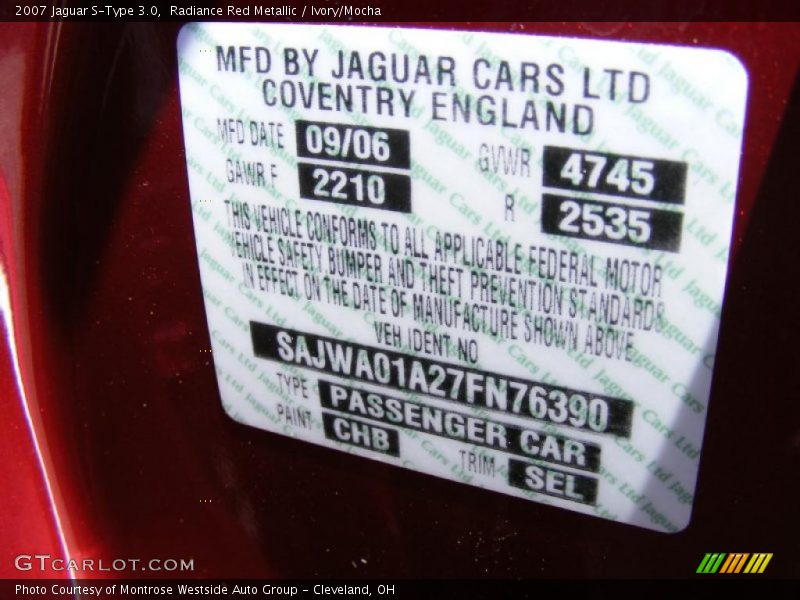 2007 Jaguar S-Type 3.0,  Radiance Red Metallic / Ivory/Mocha
MFD BY JAGUAR CARS LTD
COVENTRY ENGLAND
MFD DATE 09/06 GVWR 4745
GAWR F 2210 R 2535
THIS VEHICLE CONFORMS TO ALL APPLICABLE FEDERAL MOTOR
VEHICLE SAFETY BUMPER AND THEFT PREVENTION STANDARDS
IN EFFECT ON THE DATE OF MANUFACTURE SHOWN ABOVE
VEH IDENT NO
SAJWA01A27FN76390
TYPE PASSENGER CAR
PAINT CHB TRIM SEL
GTCARLOT.COM
Photo Courtesy of Montrose Westside Auto Group - Cleveland, OH